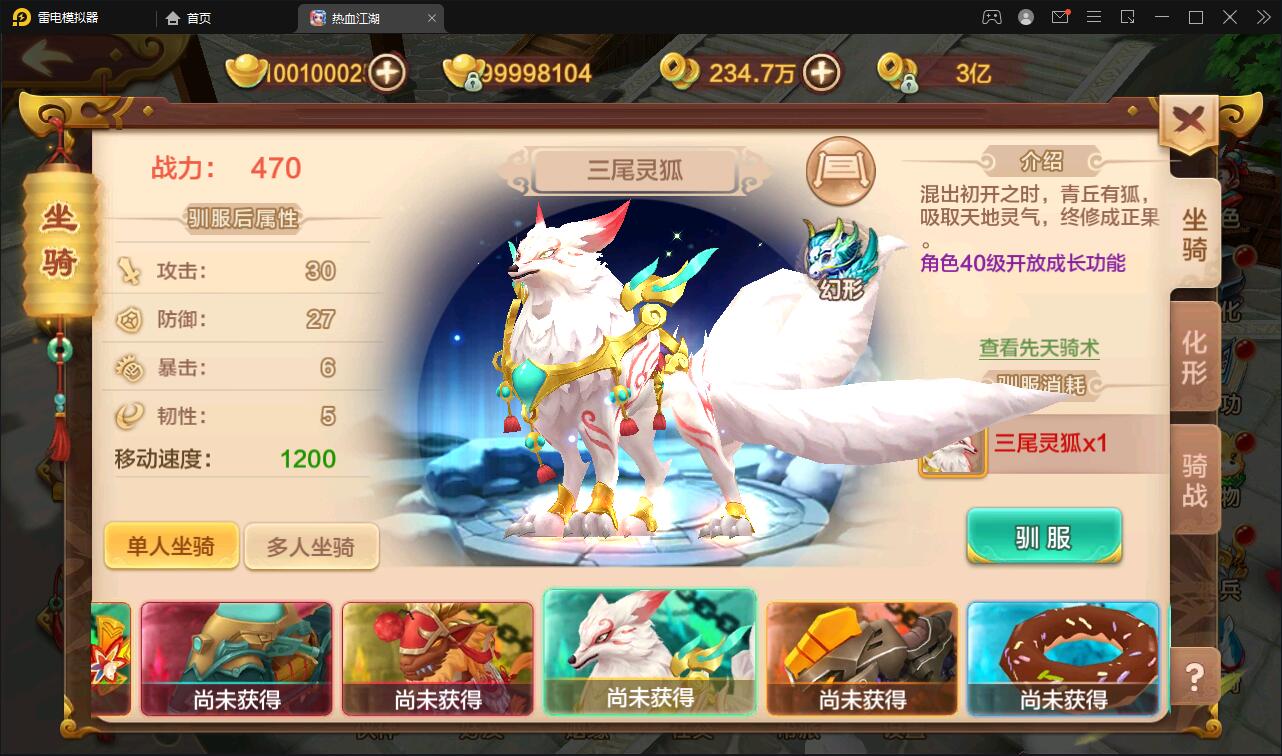 雷电模拟器
首页
热血江湖
10010002
99998104
234.7万
3亿
坐骑
战力： 470
驯服后属性
攻击： 30
防御： 27
暴击： 6
韧性： 5
移动速度： 1200
单人坐骑
多人坐骑
三尾灵狐
幻形
介绍
混出初开之时，青丘有狐，
吸取天地灵气，终修成正果
。
角色40级开放成长功能
查看先天骑术
驯服消耗
三尾灵狐x1
驯服
坐骑
化形
骑战
?
尚未获得
尚未获得
尚未获得
尚未获得
尚未获得